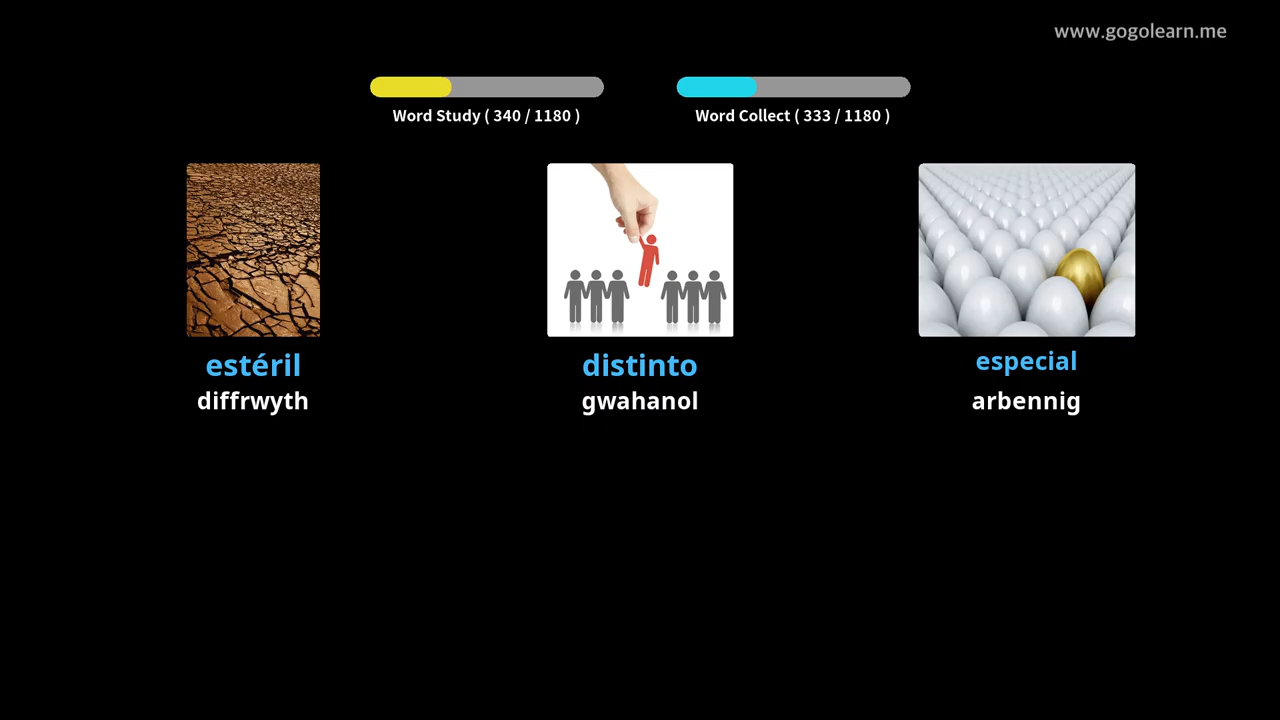 www.gogolearn.me
Word Study ( 340 / 1180 )
Word Collect ( 333 / 1180 )
estéril
distinto
especial
diffrwyth
gwahanol
arbennig